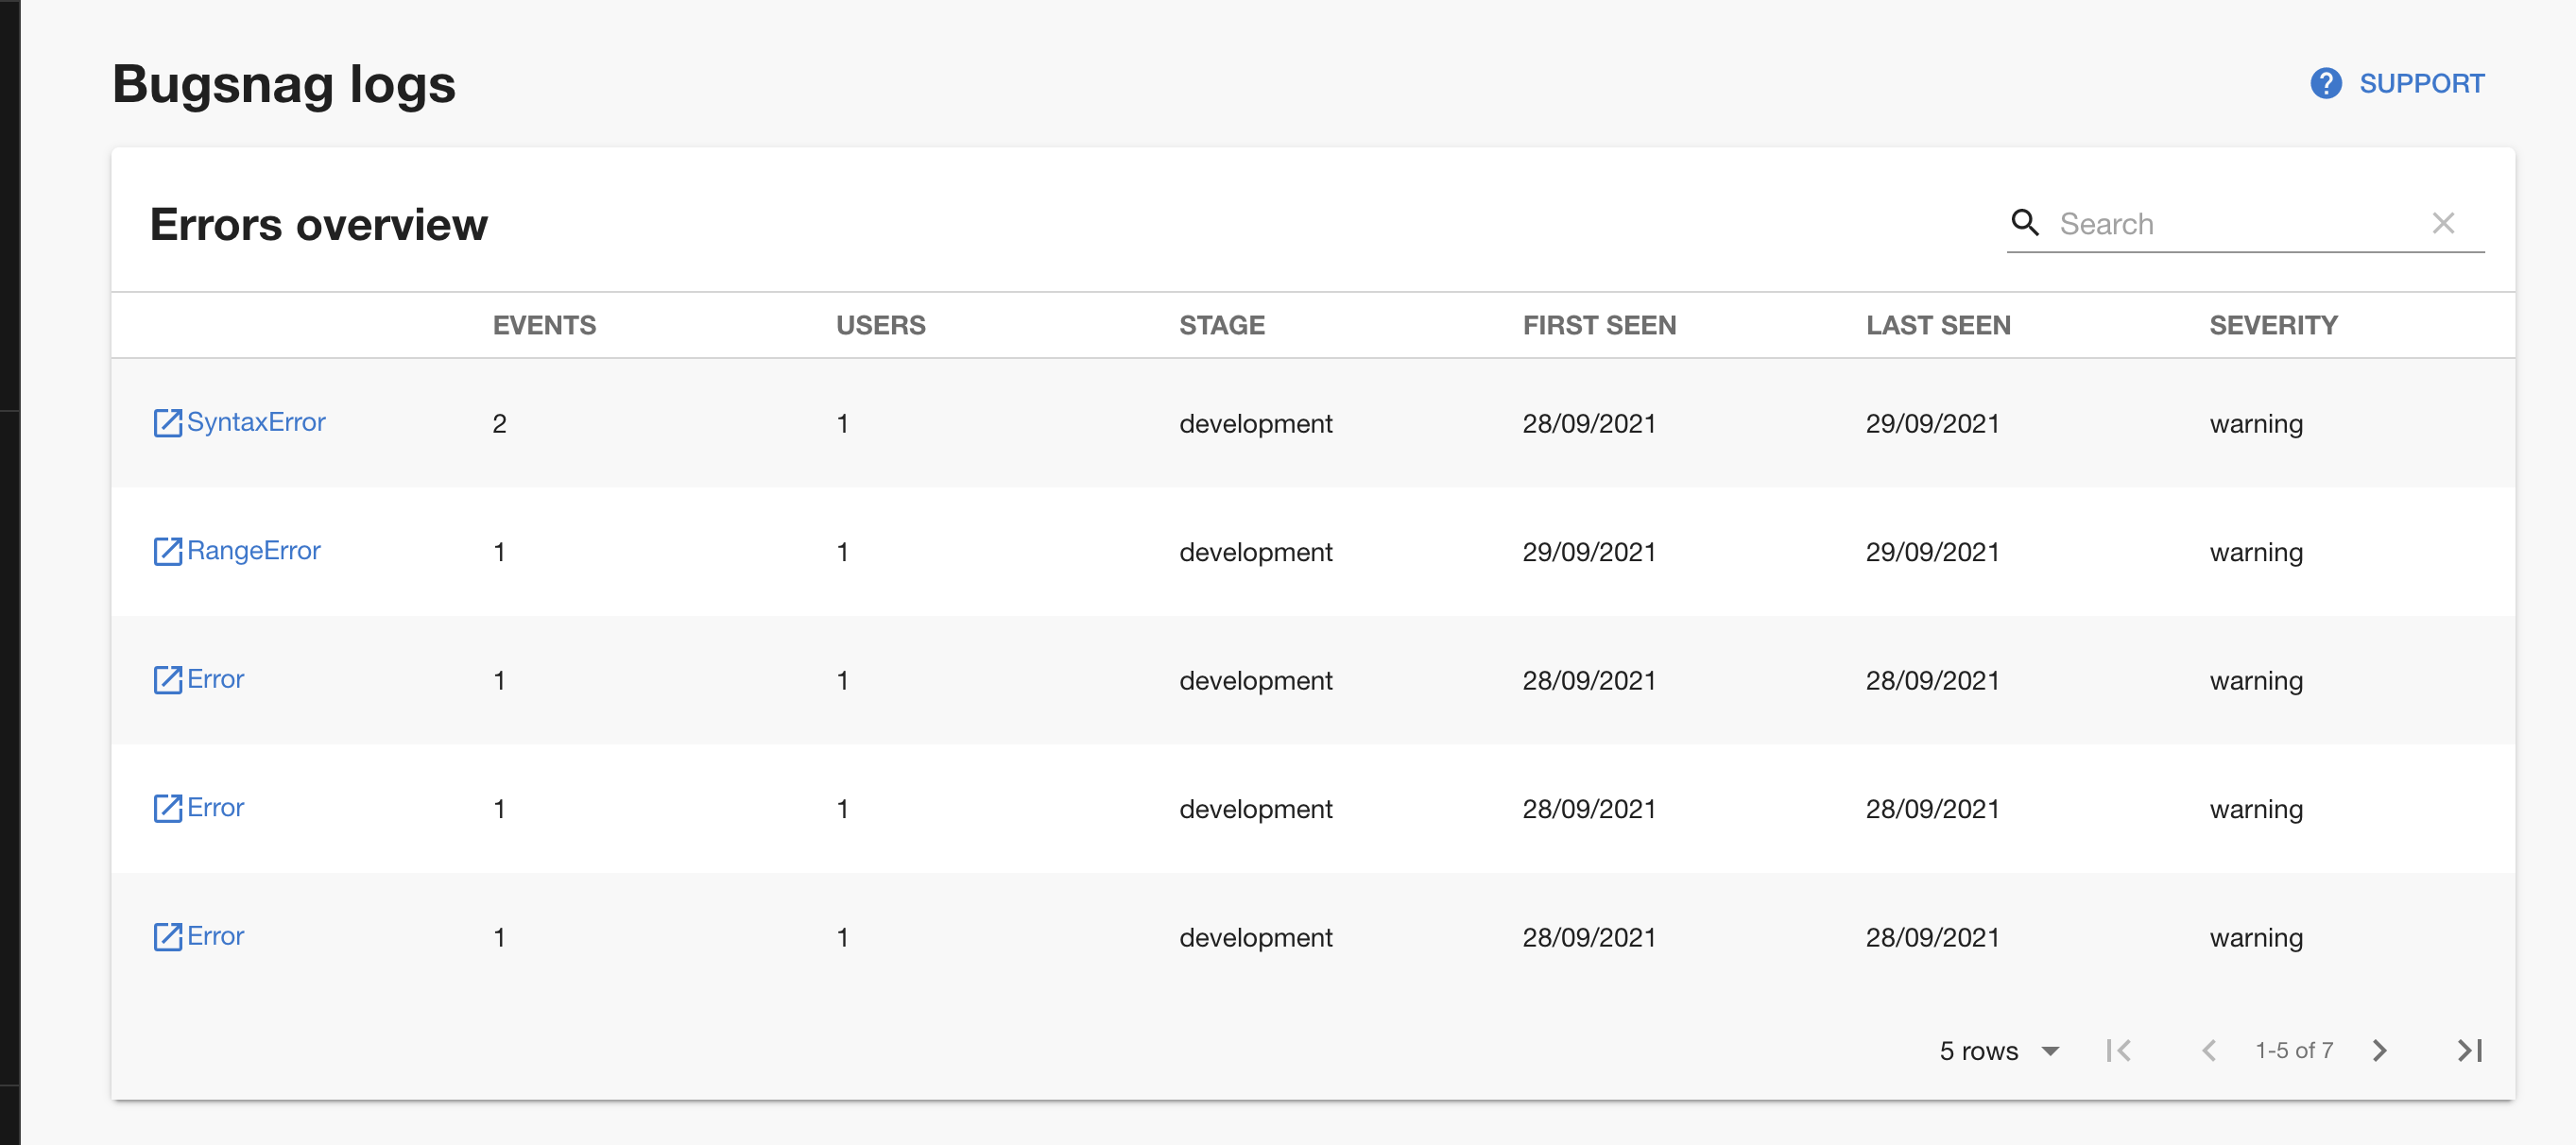 Bugsnag logs
SUPPORT
Errors overview
Search
EVENTS USERS STAGE FIRST SEEN LAST SEEN SEVERITY
SyntaxError 2 1 development 28/09/2021 29/09/2021 warning
RangeError 1 1 development 29/09/2021 29/09/2021 warning
Error 1 1 development 28/09/2021 28/09/2021 warning
Error 1 1 development 28/09/2021 28/09/2021 warning
Error 1 1 development 28/09/2021 28/09/2021 warning
5 rows 1-5 of 7